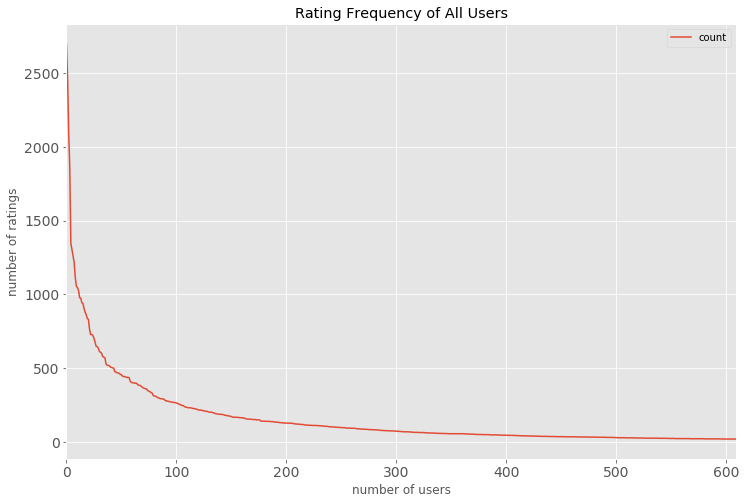 Rating Frequency of All Users
count
number of ratings
2500
2000
1500
1000
500
0
0 100 200 300 400 500 600
number of users